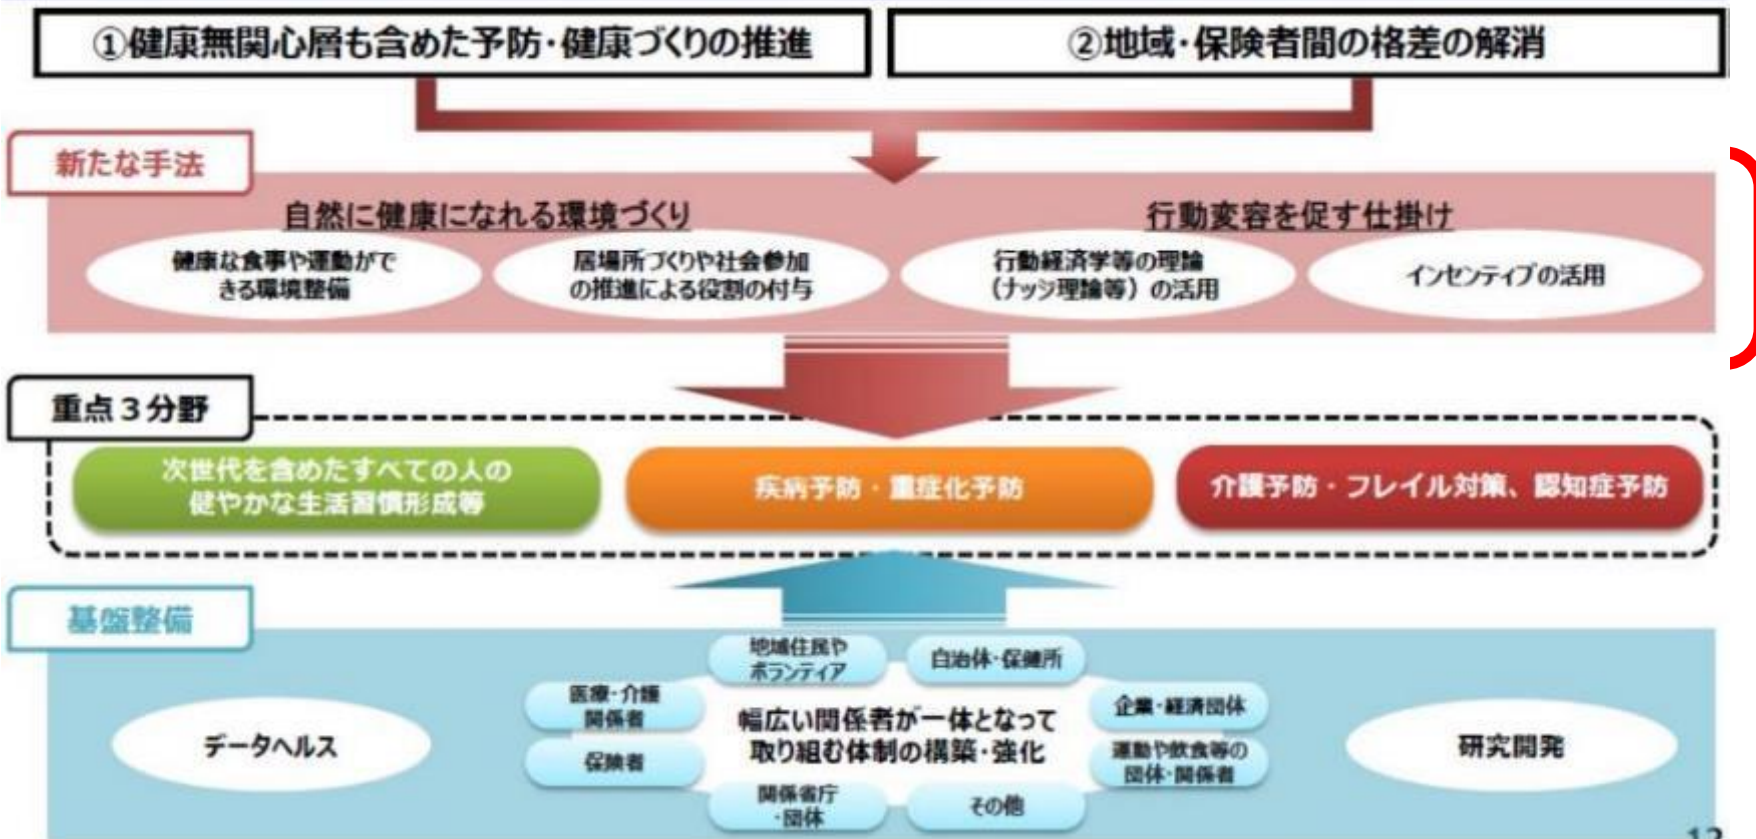 ①健康無関心層も含めた予防・健康づくりの推進
②地域・保険者間の格差の解消
新たな手法
自然に健康になれる環境づくり
行動変容を促す仕掛け
健康な食事や運動がで
きる環境整備
居場所づくりや社会参加
の推進による役割の付与
行動経済学等の理論
（ナッジ理論等）の活用
インセンティブの活用
重点３分野
次世代を含めたすべての人の
健やかな生活習慣形成等
疾病予防・重症化予防
介護予防・フレイル対策、認知症予防
基盤整備
地域住民や
ボランティア
自治体・保健所
医療・介護
関係者
企業・経済団体
幅広い関係者が一体となって
取り組む体制の構築・強化
データヘルス
保険者
運動や飲食等の
団体・関係者
研究開発
関係省庁
・団体
その他